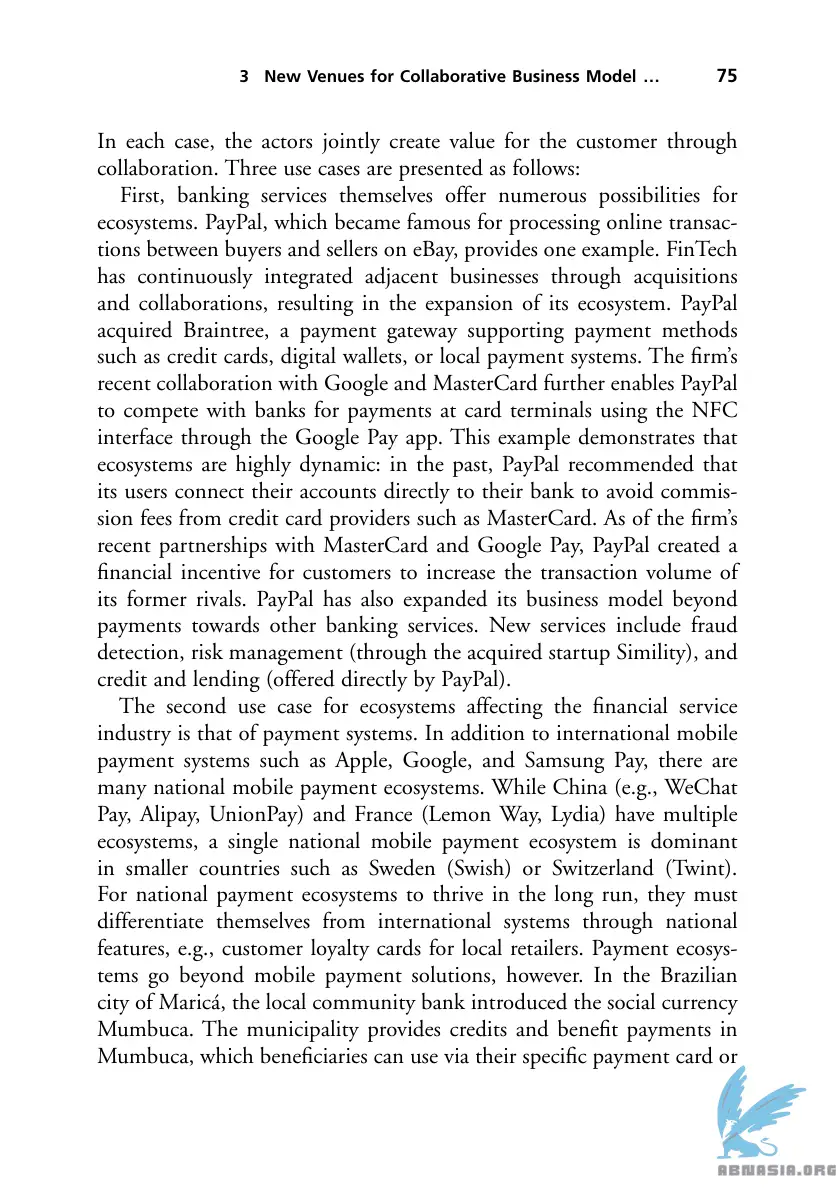 3 New Venues for Collaborative Business Model … 75
In each case, the actors jointly create value for the customer through
collaboration. Three use cases are presented as follows:
First, banking services themselves offer numerous possibilities for
ecosystems. PayPal, which became famous for processing online transac-
tions between buyers and sellers on eBay, provides one example. FinTech
has continuously integrated adjacent businesses through acquisitions
and collaborations, resulting in the expansion of its ecosystem. PayPal
acquired Braintree, a payment gateway supporting payment methods
such as credit cards, digital wallets, or local payment systems. The firm’s
recent collaboration with Google and MasterCard further enables PayPal
to compete with banks for payments at card terminals using the NFC
interface through the Google Pay app. This example demonstrates that
ecosystems are highly dynamic: in the past, PayPal recommended that
its users connect their accounts directly to their bank to avoid commis-
sion fees from credit card providers such as MasterCard. As of the firm’s
recent partnerships with MasterCard and Google Pay, PayPal created a
financial incentive for customers to increase the transaction volume of
its former rivals. PayPal has also expanded its business model beyond
payments towards other banking services. New services include fraud
detection, risk management (through the acquired startup Simility), and
credit and lending (offered directly by PayPal).
The second use case for ecosystems affecting the financial service
industry is that of payment systems. In addition to international mobile
payment systems such as Apple, Google, and Samsung Pay, there are
many national mobile payment ecosystems. While China (e.g., WeChat
Pay, Alipay, UnionPay) and France (Lemon Way, Lydia) have multiple
ecosystems, a single national mobile payment ecosystem is dominant
in smaller countries such as Sweden (Swish) or Switzerland (Twint).
For national payment ecosystems to thrive in the long run, they must
differentiate themselves from international systems through national
features, e.g., customer loyalty cards for local retailers. Payment ecosys-
tems go beyond mobile payment solutions, however. In the Brazilian
city of Maricá, the local community bank introduced the social currency
Mumbuca. The municipality provides credits and benefit payments in
Mumbuca, which beneficiaries can use via their specific payment card or
ABNASIA.ORG